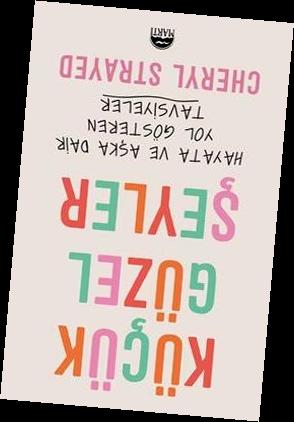 KÜÇÜK
GÜZEL
ŞEYLER
HAYATA VE AŞKA DAİR
YOL GÖSTEREN
TAVSİYELER
CHERYL STRAYED
MARTI